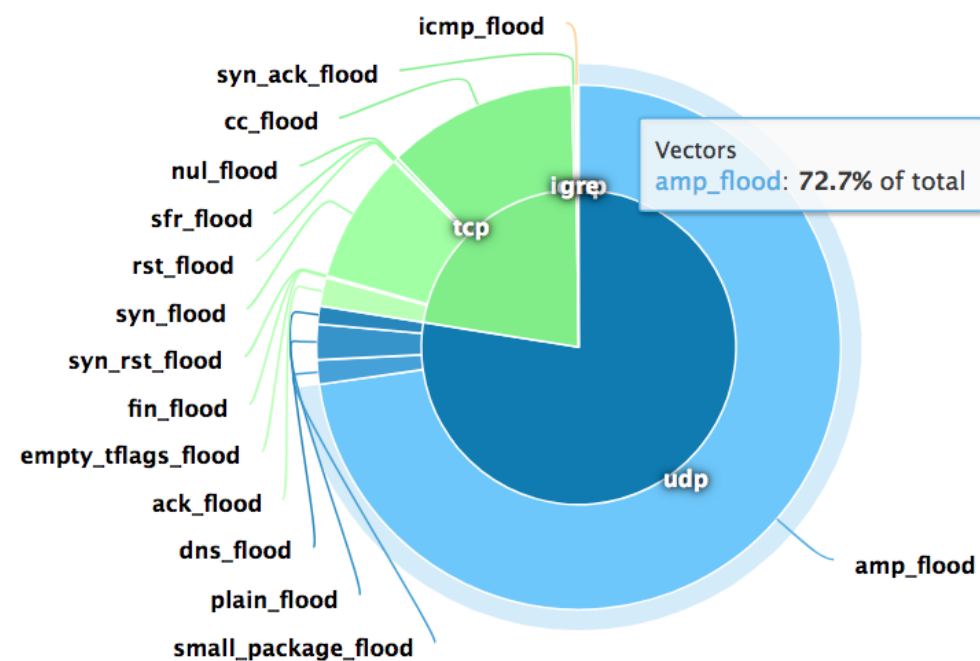 icmp_flood
syn_ack_flood
cc_flood
nul_flood
sfr_flood
rst_flood
syn_flood
syn_rst_flood
fin_flood
empty_tflags_flood
ack_flood
dns_flood
plain_flood
small_package_flood
amp_flood
Vectors
amp_flood: 72.7% of total
tcp
udp